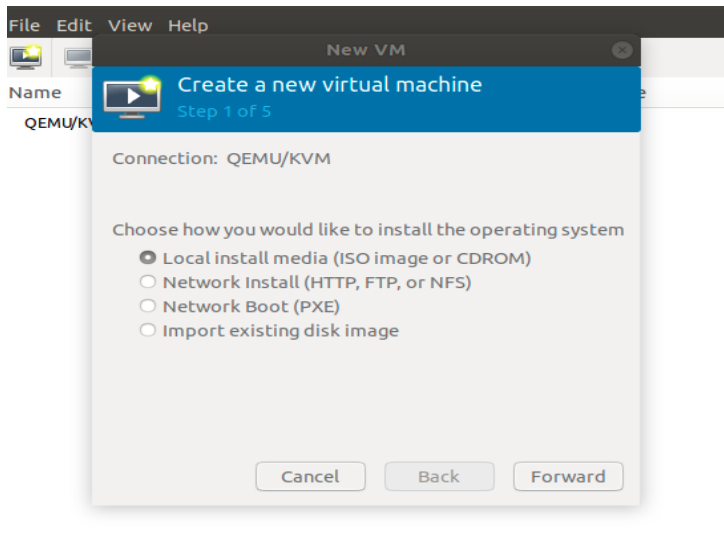 File Edit View Help
New VM
Create a new virtual machine
Step 1 of 5
Name
QEMU/KV
Connection: QEMU/KVM
Choose how you would like to install the operating system
Local install media (ISO image or CDROM)
Network Install (HTTP, FTP, or NFS)
Network Boot (PXE)
Import existing disk image
Cancel Back Forward